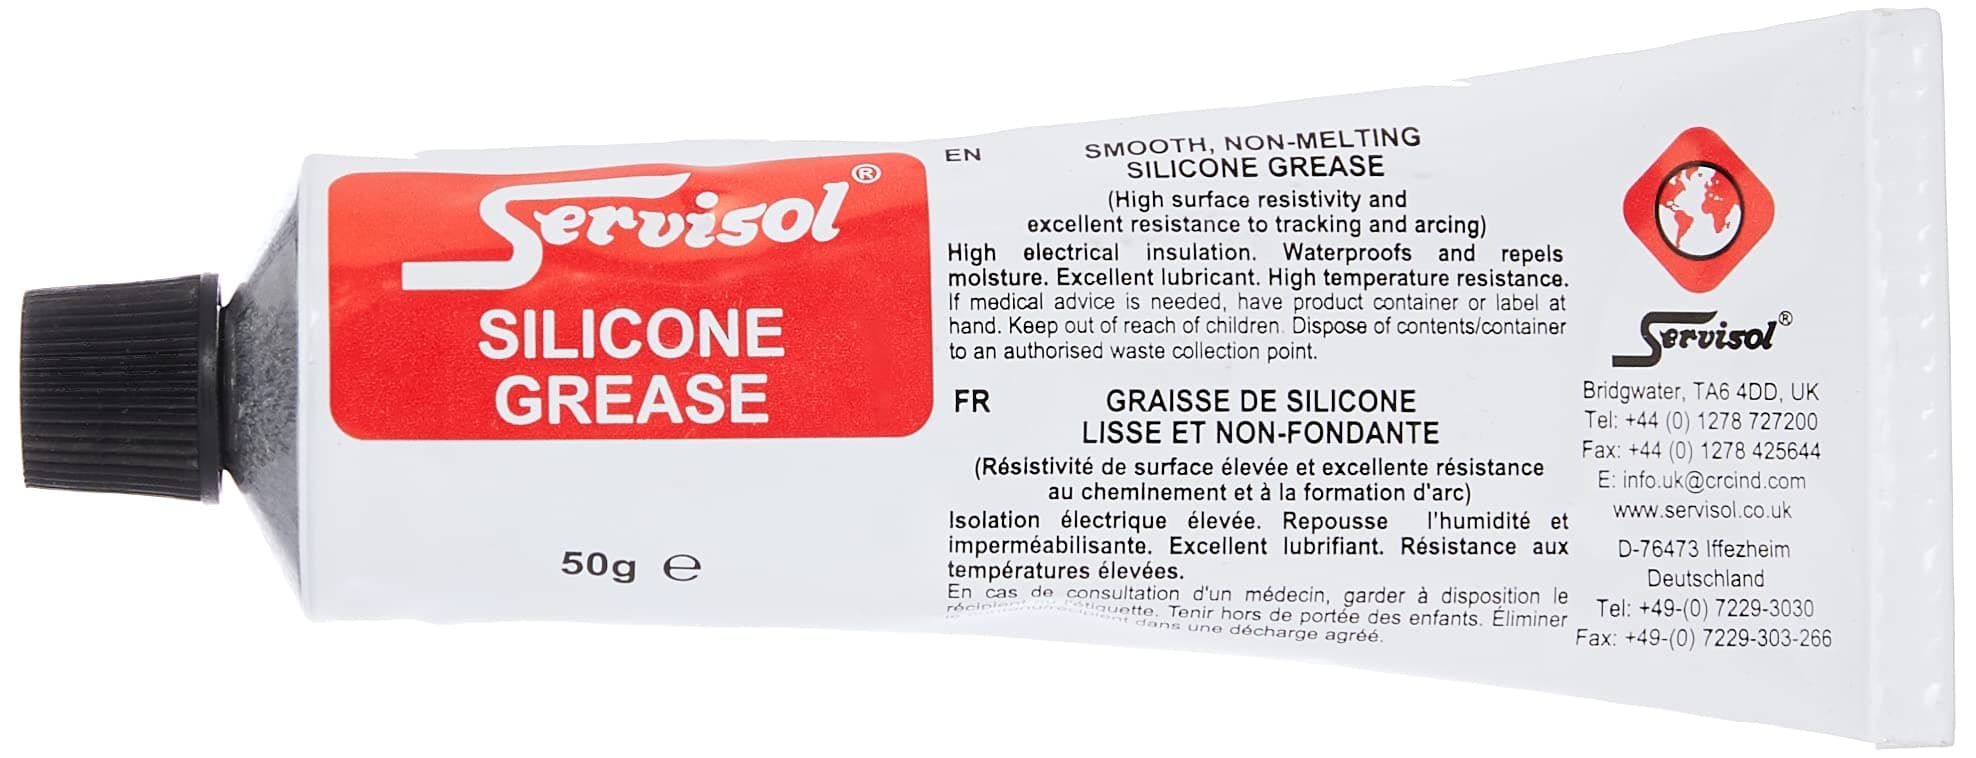 Servisol®
SILICONE
GREASE
50g ℮
EN
SMOOTH, NON-MELTING
SILICONE GREASE
(High surface resistivity and
excellent resistance to tracking and arcing)
High electrical insulation. Waterproofs and repels
moisture. Excellent lubricant. High temperature resistance.
If medical advice is needed, have product container or label at
hand. Keep out of reach of children. Dispose of contents/container
to an authorised waste collection point.
FR
GRAISSE DE SILICONE
LISSE ET NON-FONDANTE
(Résistivité de surface élevée et excellente résistance
au cheminement et à la formation d'arc)
Isolation électrique élevée. Repousse l'humidité et
imperméabilisante. Excellent lubrifiant. Résistance aux
températures élevées.
En cas de consultation d'un médecin, garder à disposition le
récipient ou l'étiquette. Tenir hors de portée des enfants. Éliminer
dans une décharge agréé.
Servisol®
Bridgwater, TA6 4DD, UK
Tel: +44 (0) 1278 727200
Fax: +44 (0) 1278 425644
E: info.uk@crcind.com
www.servisol.co.uk
D-76473 Iffezheim
Deutschland
Tel: +49-(0) 7229-3030
Fax: +49-(0) 7229-303-266